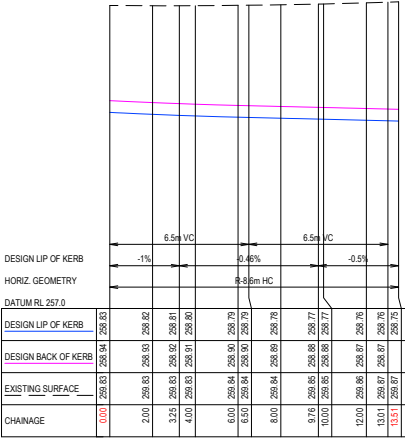 6.5m VC 6.5m VC
DESIGN LIP OF KERB -1% -0.46% -0.5%
HORIZ. GEOMETRY R-8.6m HC
DATUM RL 257.0
DESIGN LIP OF KERB 258.83 258.82 258.81 258.80 258.79 258.79 258.78 258.77 258.77 258.76 258.76 258.75
DESIGN BACK OF KERB 258.94 258.93 258.92 258.91 258.90 258.90 258.89 258.88 258.88 258.87 258.87
EXISTING SURFACE 259.83 259.83 259.83 259.83 259.84 259.84 259.84 259.85 259.85 259.86 259.87 259.87
CHAINAGE 0.00 2.00 3.25 4.00 6.00 6.50 8.00 9.76 10.00 12.00 13.01 13.51